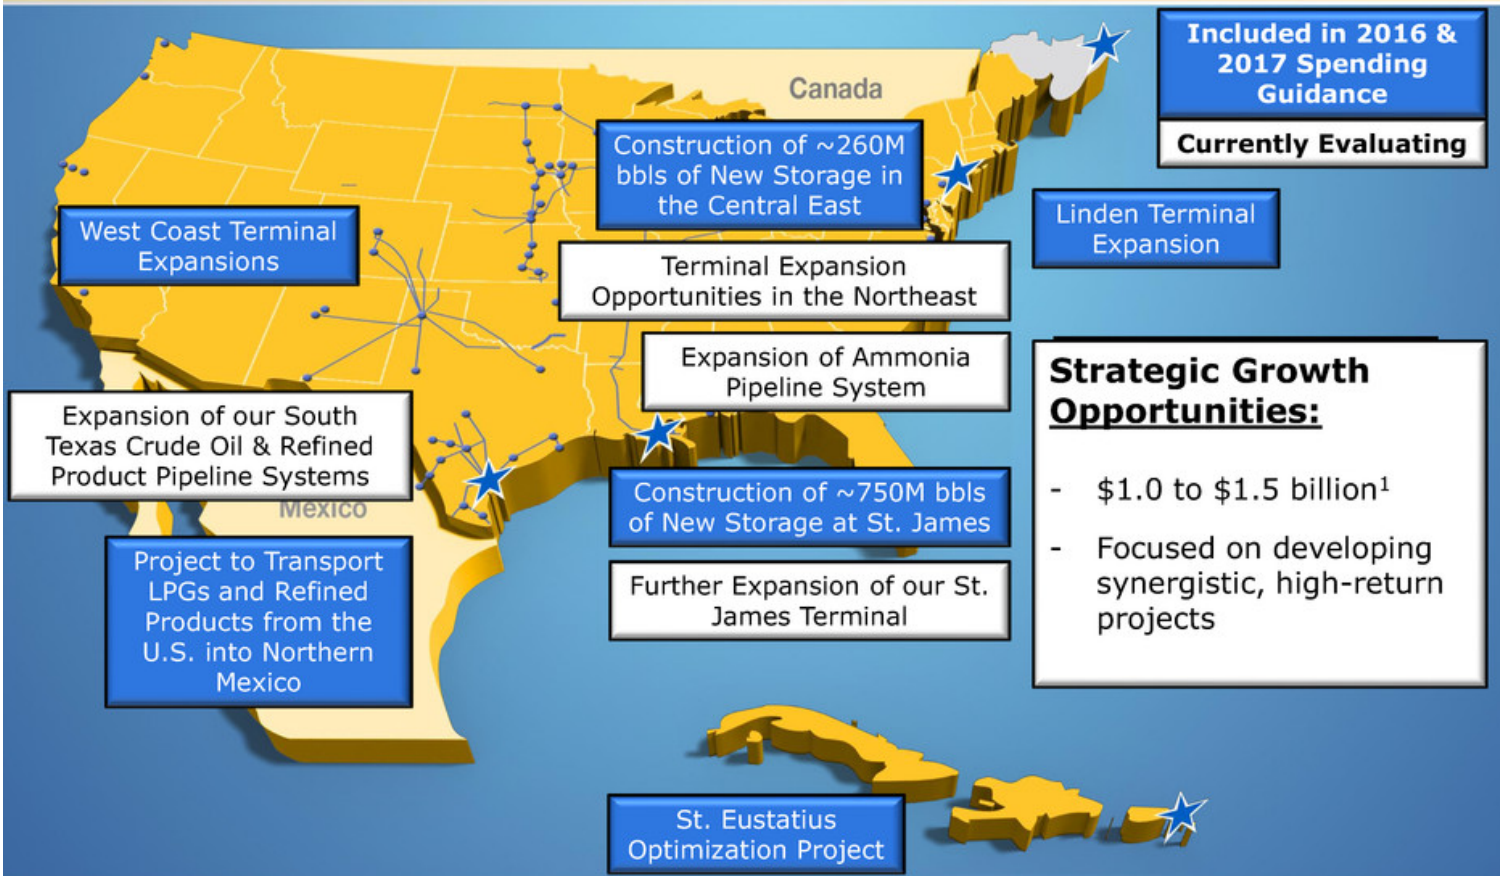 Canada
Included in 2016 &
2017 Spending
Guidance
Currently Evaluating
Construction of ~260M
bbls of New Storage in
the Central East
West Coast Terminal
Expansions
Linden Terminal
Expansion
Terminal Expansion
Opportunities in the Northeast
Expansion of Ammonia
Pipeline System
Strategic Growth
Opportunities:
- $1.0 to $1.5 billion¹
- Focused on developing
synergistic, high-return
projects
Expansion of our South
Texas Crude Oil & Refined
Product Pipeline Systems
Mexico
Construction of ~750M bbls
of New Storage at St. James
Project to Transport
LPGs and Refined
Products from the
U.S. into Northern
Mexico
Further Expansion of our St.
James Terminal
St. Eustatius
Optimization Project